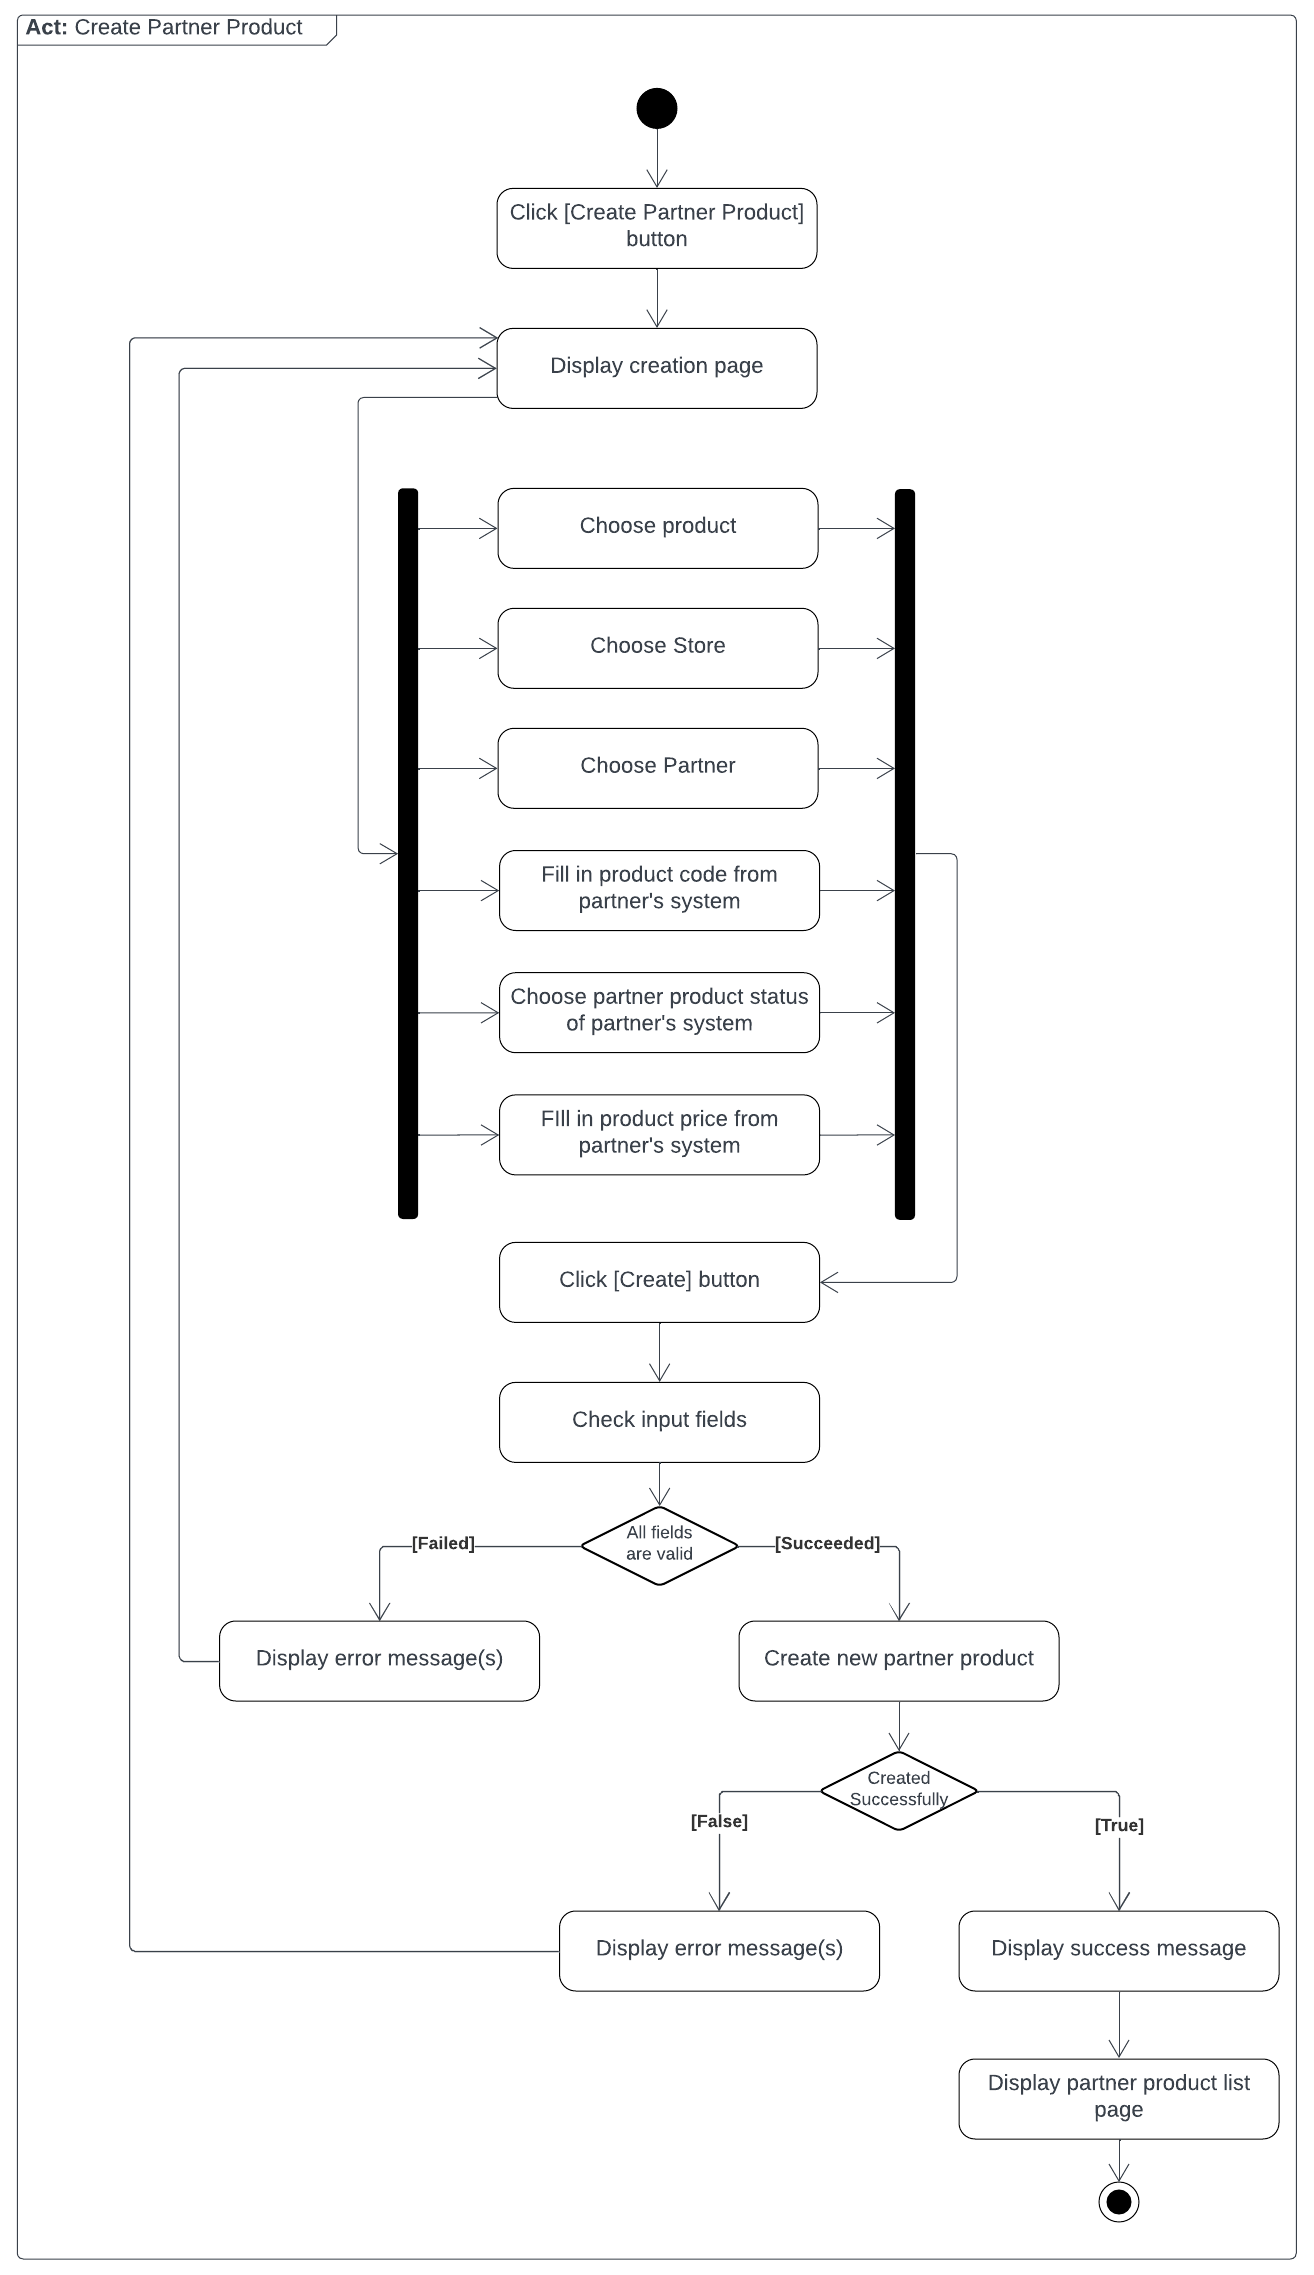 Act: Create Partner Product
Click [Create Partner Product]
button
Display creation page
Choose product
Choose Store
Choose Partner
Fill in product code from
partner's system
Choose partner product status
of partner's system
FIll in product price from
partner's system
Click [Create] button
Check input fields
All fields
are valid
[Failed]
[Succeeded]
Display error message(s)
Create new partner product
Created
Successfully
[False]
[True]
Display error message(s)
Display success message
Display partner product list
page